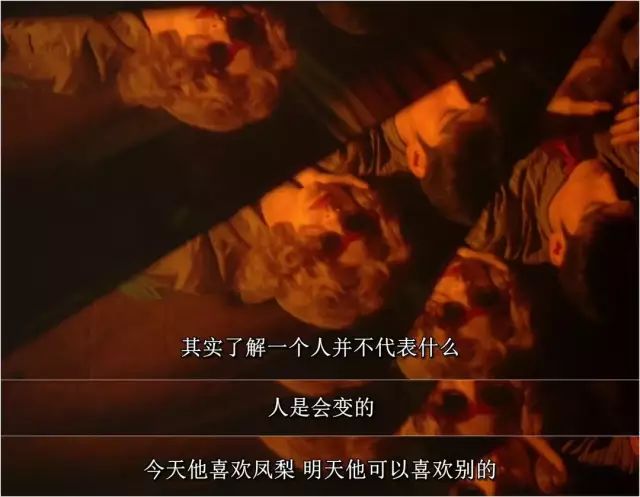 其实了解一个人并不代表什么
人是会变的
今天他喜欢凤梨 明天他可以喜欢别的